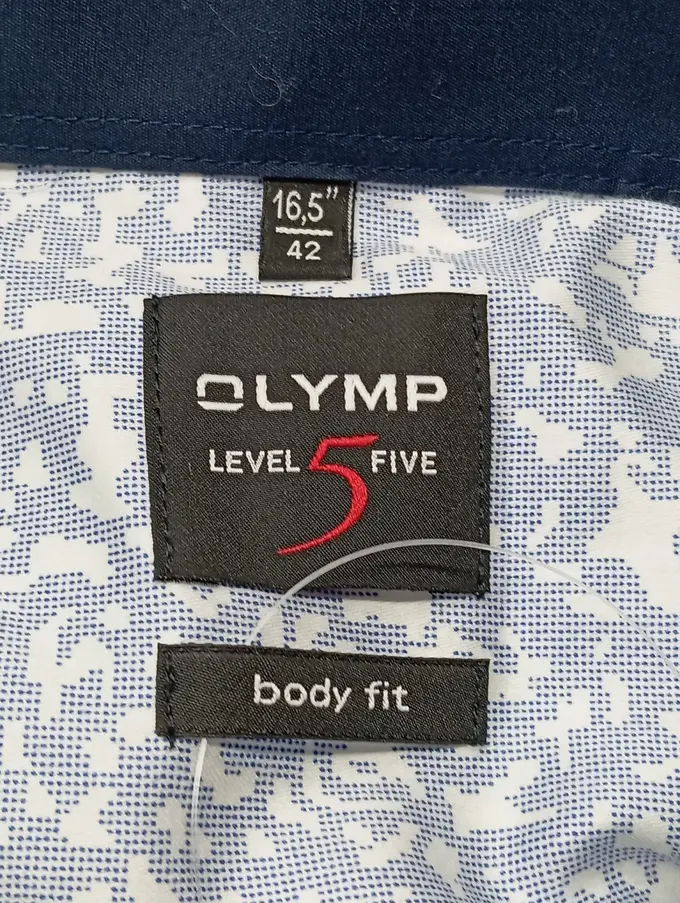 16,5"
42
OLYMP
LEVEL 5 FIVE
body fit